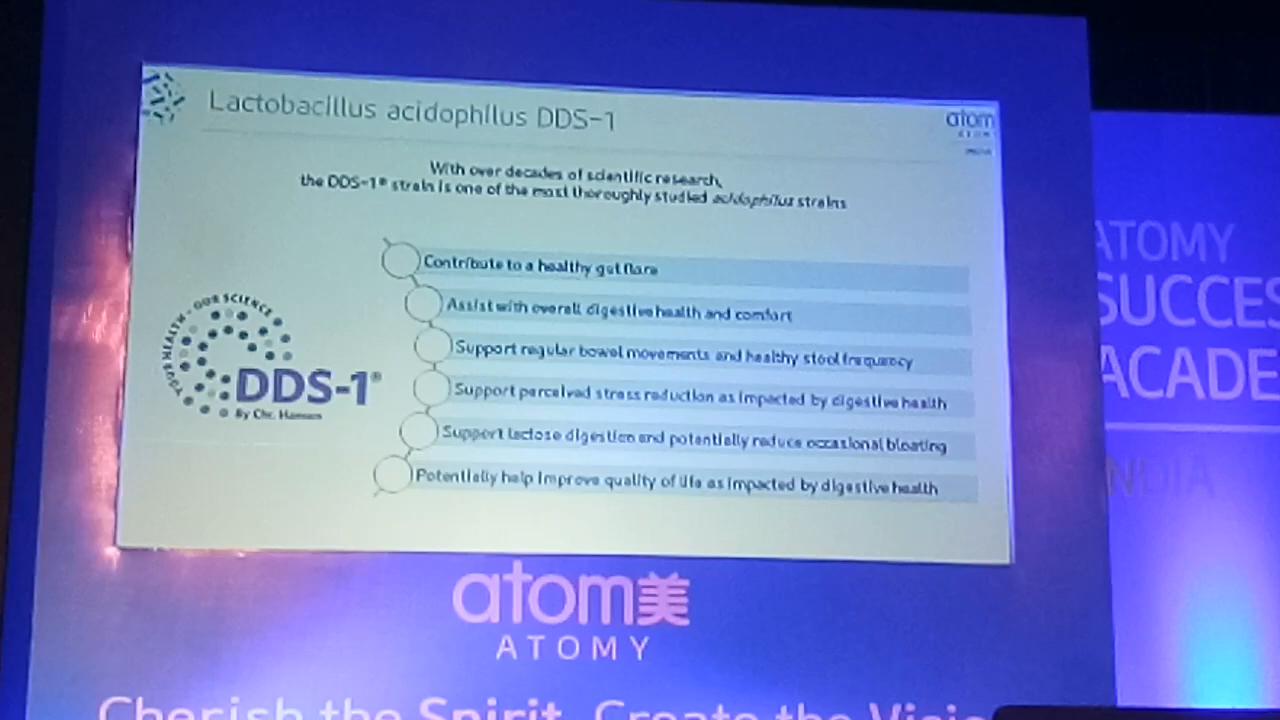 Lactobacillus acidophilus DDS-1
atom
INDIA
With over decades of scientific research,
the DDS-1® strain is one of the most thoroughly studied acidophilus strains
Contribute to a healthy gut flora
Assist with overall digestive health and comfort
Support regular bowel movements and healthy stool frequency
Support perceived stress reduction as impacted by digestive health
Support lactose digestion and potentially reduce occasional bloating
Potentially help improve quality of life as impacted by digestive health
YOUR HEALTH - OUR SCIENCE
DDS-1®
By Chr. Hansen
ATOMY
SUCCES
ACADE
NDIA
atom美
ATOMY
Cherish the Spirit, Create the Visio